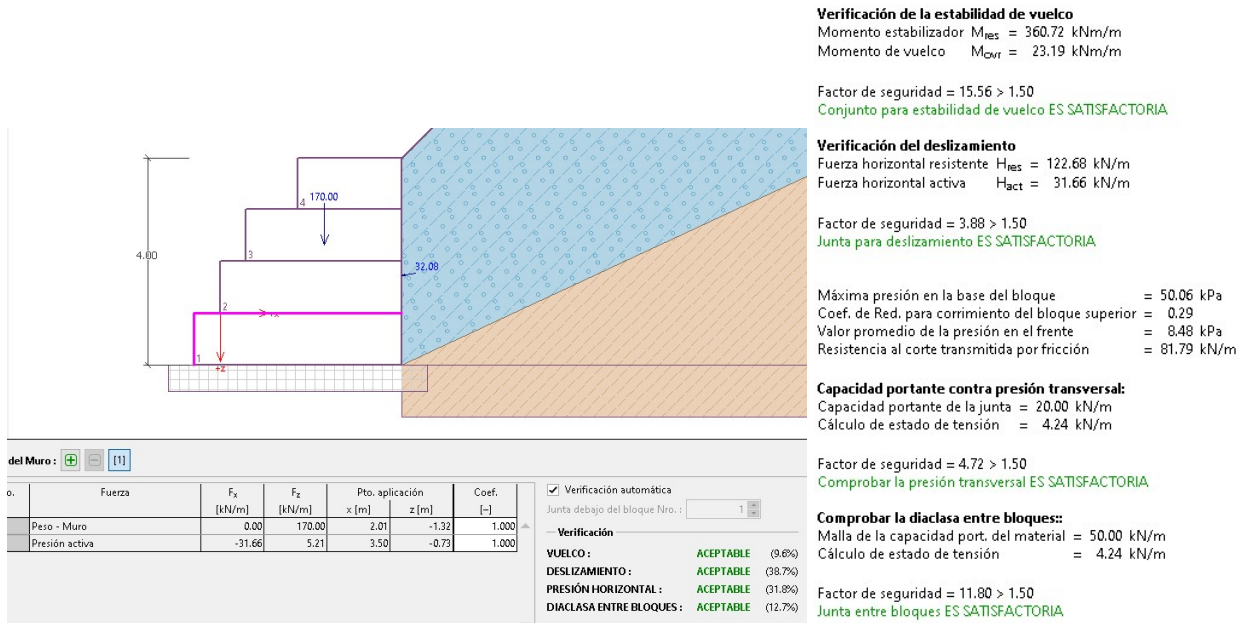 Verificación de la estabilidad de vuelco
Momento estabilizador Mres = 360.72 kNm/m
Momento de vuelco Movr = 23.19 kNm/m
Factor de seguridad = 15.56 > 1.50
Conjunto para estabilidad de vuelco ES SATISFACTORIA
Verificación del deslizamiento
Fuerza horizontal resistente Hres = 122.68 kN/m
Fuerza horizontal activa Hact = 31.66 kN/m
Factor de seguridad = 3.88 > 1.50
Junta para deslizamiento ES SATISFACTORIA
Máxima presión en la base del bloque = 50.06 kPa
Coef. de Red. para corrimiento del bloque superior = 0.29
Valor promedio de la presión en el frente = 8.48 kPa
Resistencia al corte transmitida por fricción = 81.79 kN/m
Capacidad portante contra presión transversal:
Capacidad portante de la junta = 20.00 kN/m
Cálculo de estado de tensión = 4.24 kN/m
Factor de seguridad = 4.72 > 1.50
Comprobar la presión transversal ES SATISFACTORIA
Comprobar la diaclasa entre bloques::
Malla de la capacidad port. del material = 50.00 kN/m
Cálculo de estado de tensión = 4.24 kN/m
Factor de seguridad = 11.80 > 1.50
Junta entre bloques ES SATISFACTORIA
4.00
4
170.00
3
32.08
2
+x
1
+z
del Muro : [1]
o. Fuerza Fx Fz Pto. aplicación Coef.
[kN/m] [kN/m] x [m] z [m] [–]
Peso - Muro 0.00 170.00 2.01 -1.32 1.000
Presión activa -31.66 5.21 3.50 -0.73 1.000
Verificación automática
Junta debajo del bloque Nro. : 1
Verificación
VUELCO : ACEPTABLE (9.6%)
DESLIZAMIENTO : ACEPTABLE (38.7%)
PRESIÓN HORIZONTAL : ACEPTABLE (31.8%)
DIACLASA ENTRE BLOQUES : ACEPTABLE (12.7%)